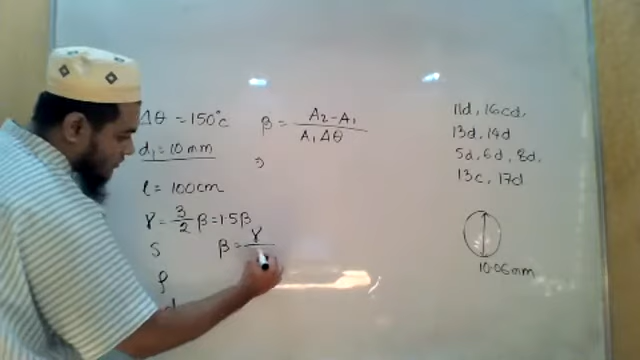 Δθ = 150°c
d₁ = 10 mm
l = 100cm
γ = 3/2 β = 1.5β
S
β = γ/
ρ
d
β = (A₂ - A₁)/(A₁ Δθ)
⇒
11d, 16cd,
13d, 14d
5d, 6d, 8d,
13c, 17d
10.06mm